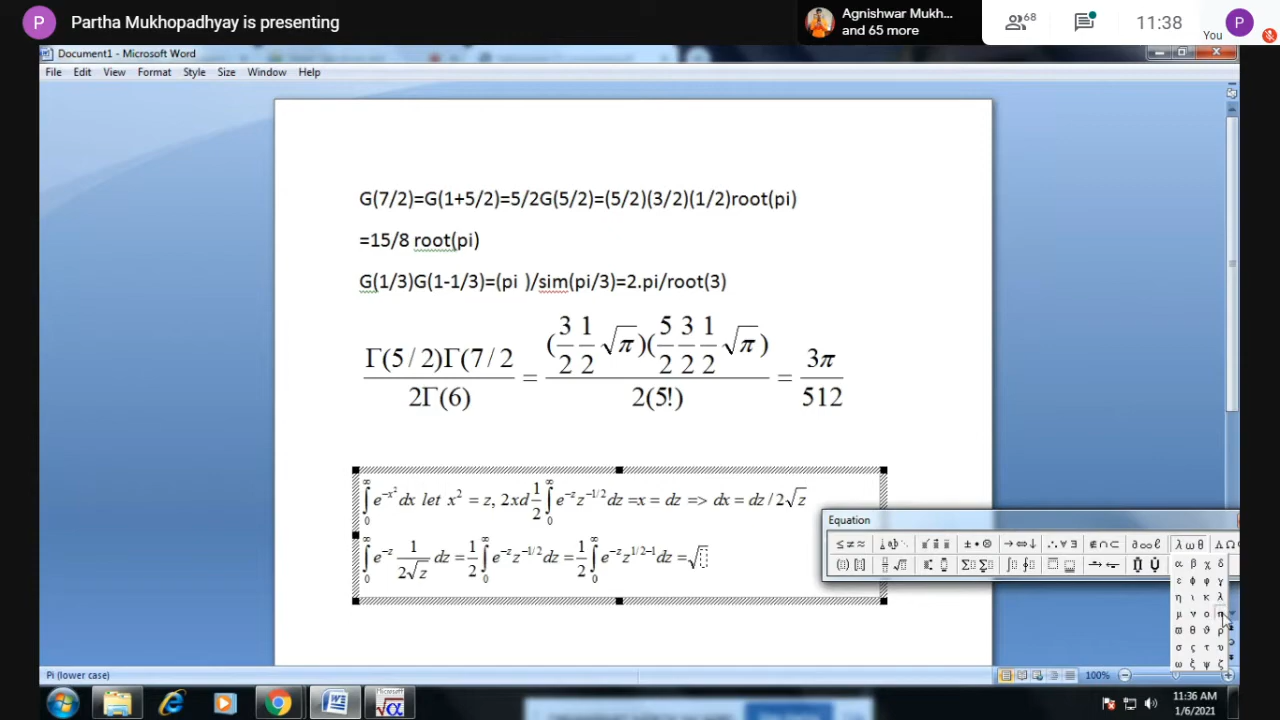 P Partha Mukhopadhyay is presenting
Agnishwar Mukh...
and 65 more
68
11:38
You
P
Document1 - Microsoft Word
File Edit View Format Style Size Window Help
G(7/2)=G(1+5/2)=5/2G(5/2)=(5/2)(3/2)(1/2)root(pi)
=15/8 root(pi)
G(1/3)G(1-1/3)=(pi )/sim(pi/3)=2.pi/root(3)
Γ(5/2)Γ(7/2 / 2Γ(6) = (3/2 1/2 √π)(5/2 3/2 1/2 √π) / 2(5!) = 3π/512
∫₀^∞ e^(-x²) dx let x² = z, 2xd 1/2 ∫₀^∞ e^(-z) z^(-1/2) dz =x = dz => dx = dz / 2√z
∫₀^∞ e^(-z) 1/(2√z) dz = 1/2 ∫₀^∞ e^(-z) z^(-1/2) dz = 1/2 ∫₀^∞ e^(-z) z^(1/2-1) dz = √
Equation
≤ ≠ ≈ ± • ⊗ → ⇔ ↓ ∴ ∀ ∃ ∉ ∩ ⊂ ∂ ∞ ℓ λ ω θ Λ Ω
α β χ δ
ε ϕ φ γ
η ι κ λ
μ ν ο π
ϖ θ ϑ ρ
σ ς τ υ
ω ξ ψ ζ
Pi (lower case)
100%
Microsoft
√α
11:36 AM
1/6/2021